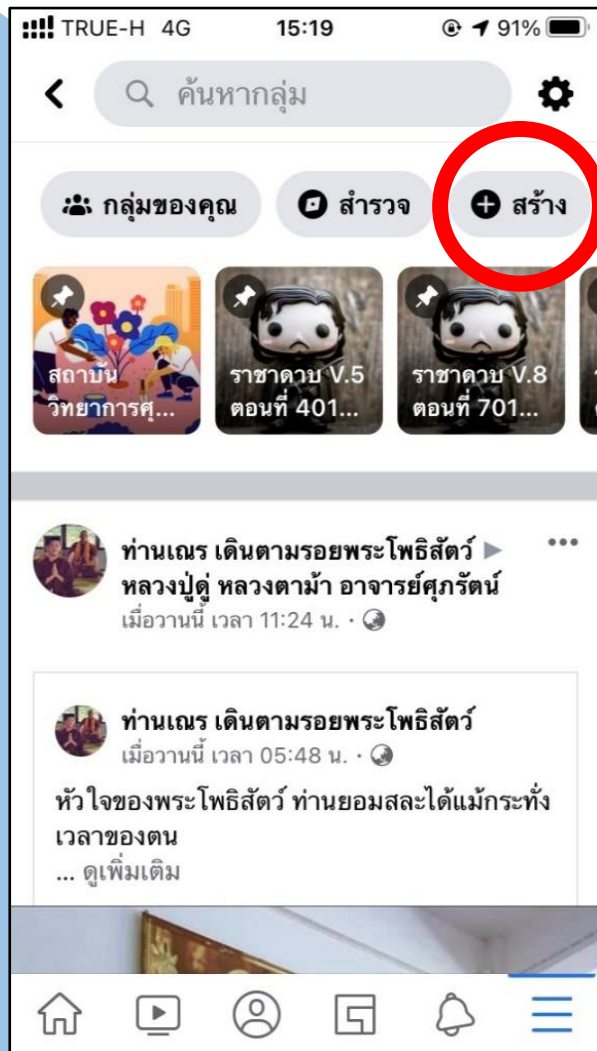 TRUE-H 4G 15:19 91%
ค้นหากลุ่ม
กลุ่มของคุณ สำรวจ สร้าง
สถาบัน
วิทยาการศุ...
ราชาดาบ V.5
ตอนที่ 401...
ราชาดาบ V.8
ตอนที่ 701...
ท่านเณร เดินตามรอยพระโพธิสัตว์ ▶
หลวงปู่ดู่ หลวงตาม้า อาจารย์ศุภรัตน์
เมื่อวานนี้ เวลา 11:24 น. ·
ท่านเณร เดินตามรอยพระโพธิสัตว์
เมื่อวานนี้ เวลา 05:48 น. ·
หัวใจของพระโพธิสัตว์ ท่านยอมสละได้แม้กระทั่ง
เวลาของตน
... ดูเพิ่มเติม